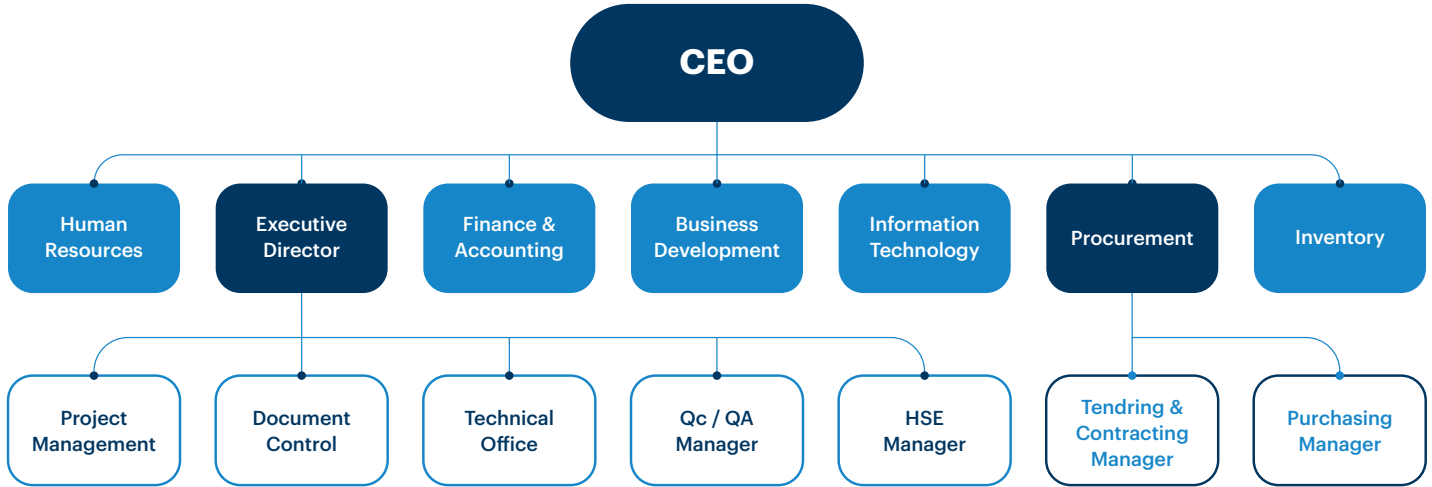 CEO
Human
Resources
Executive
Director
Finance &
Accounting
Business
Development
Information
Technology
Procurement
Inventory
Project
Management
Document
Control
Technical
Office
Qc / QA
Manager
HSE
Manager
Tendring &
Contracting
Manager
Purchasing
Manager